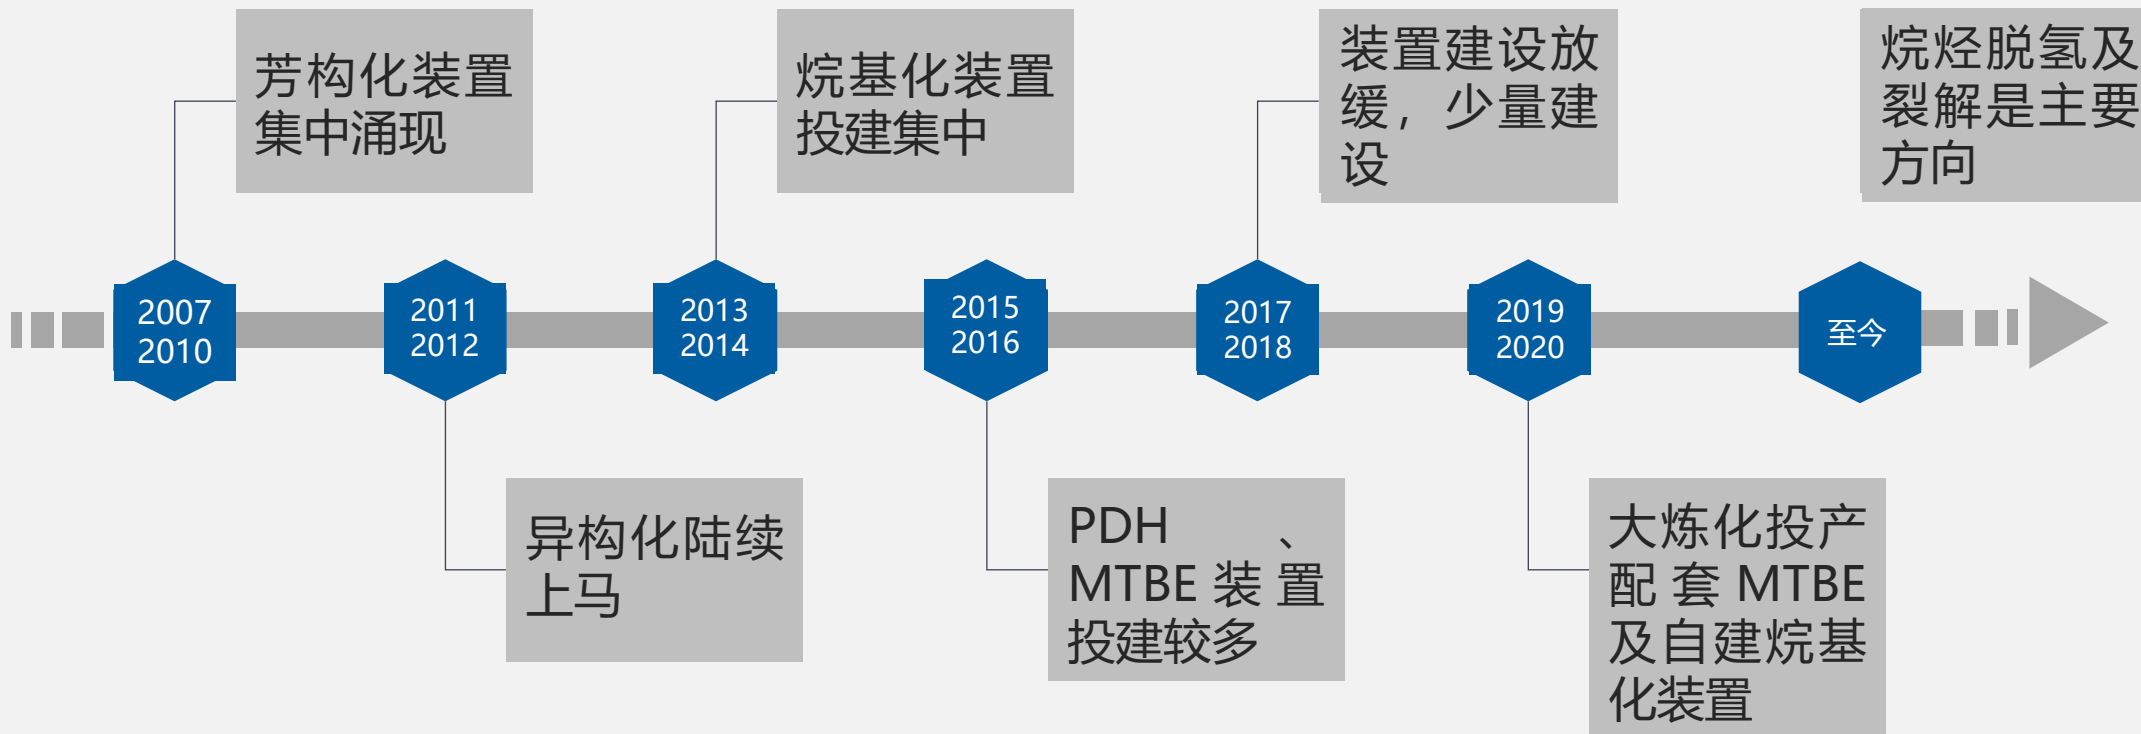 芳构化装置
集中涌现
烷基化装置
投建集中
装置建设放
缓，少量建
设
烷烃脱氢及
裂解是主要
方向
2007
2010
2011
2012
2013
2014
2015
2016
2017
2018
2019
2020
至今
异构化陆续
上马
PDH 、
MTBE 装 置
投建较多
大炼化投产
配 套 MTBE
及自建烷基
化装置